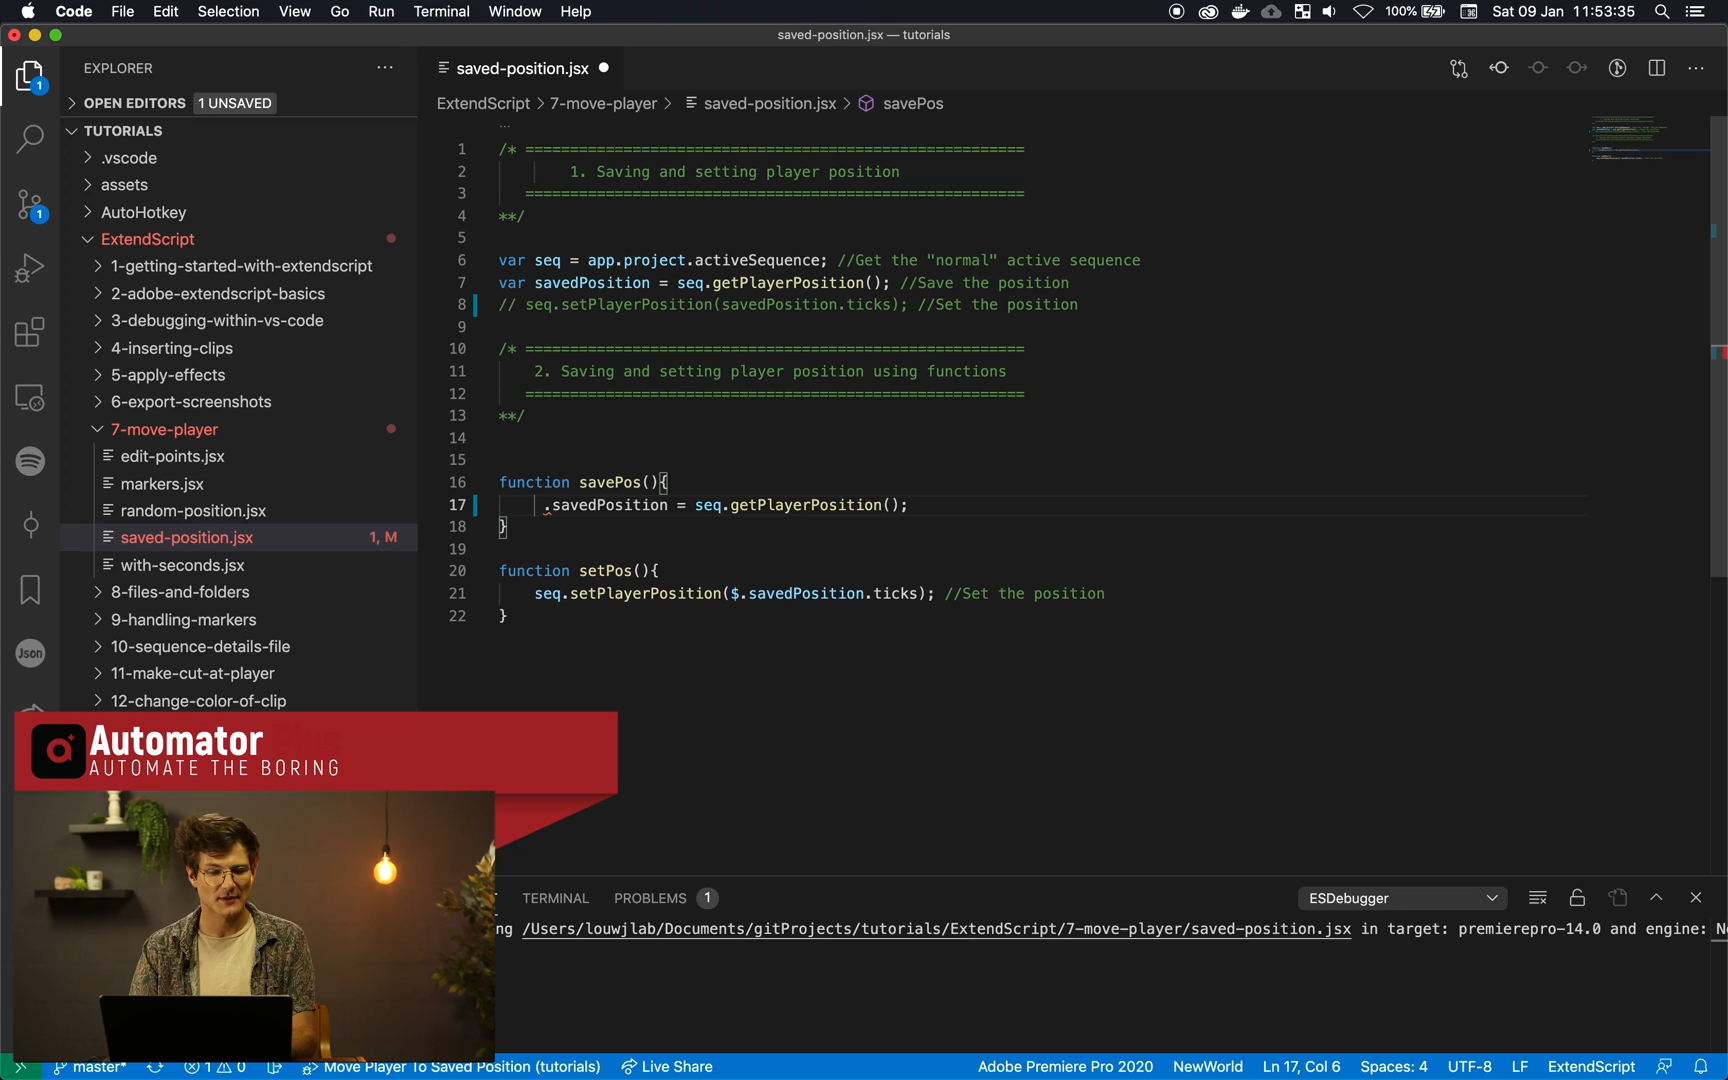 Code File Edit Selection View Go Run Terminal Window Help
100% Sat 09 Jan 11:53:35
saved-position.jsx — tutorials
EXPLORER
saved-position.jsx
OPEN EDITORS 1 UNSAVED
ExtendScript > 7-move-player > saved-position.jsx > savePos
TUTORIALS
.vscode
assets
AutoHotkey
ExtendScript
1-getting-started-with-extendscript
2-adobe-extendscript-basics
3-debugging-within-vs-code
4-inserting-clips
5-apply-effects
6-export-screenshots
7-move-player
edit-points.jsx
markers.jsx
random-position.jsx
saved-position.jsx 1, M
with-seconds.jsx
8-files-and-folders
9-handling-markers
10-sequence-details-file
11-make-cut-at-player
12-change-color-of-clip
1
1
Json
1 /* ========================================================
2 1. Saving and setting player position
3 ========================================================
4 **/
5
6 var seq = app.project.activeSequence; //Get the "normal" active sequence
7 var savedPosition = seq.getPlayerPosition(); //Save the position
8 // seq.setPlayerPosition(savedPosition.ticks); //Set the position
9
10 /* ========================================================
11 2. Saving and setting player position using functions
12 ========================================================
13 **/
14
15
16 function savePos(){
17 .savedPosition = seq.getPlayerPosition();
18 }
19
20 function setPos(){
21 seq.setPlayerPosition($.savedPosition.ticks); //Set the position
22 }
Automator
AUTOMATE THE BORING
TERMINAL PROBLEMS 1 ESDebugger
ng /Users/louwjlab/Documents/gitProjects/tutorials/ExtendScript/7-move-player/saved-position.jsx in target: premierepro-14.0 and engine: Ne
master* 1 0 Move Player To Saved Position (tutorials) Live Share Adobe Premiere Pro 2020 NewWorld Ln 17, Col 6 Spaces: 4 UTF-8 LF ExtendScript